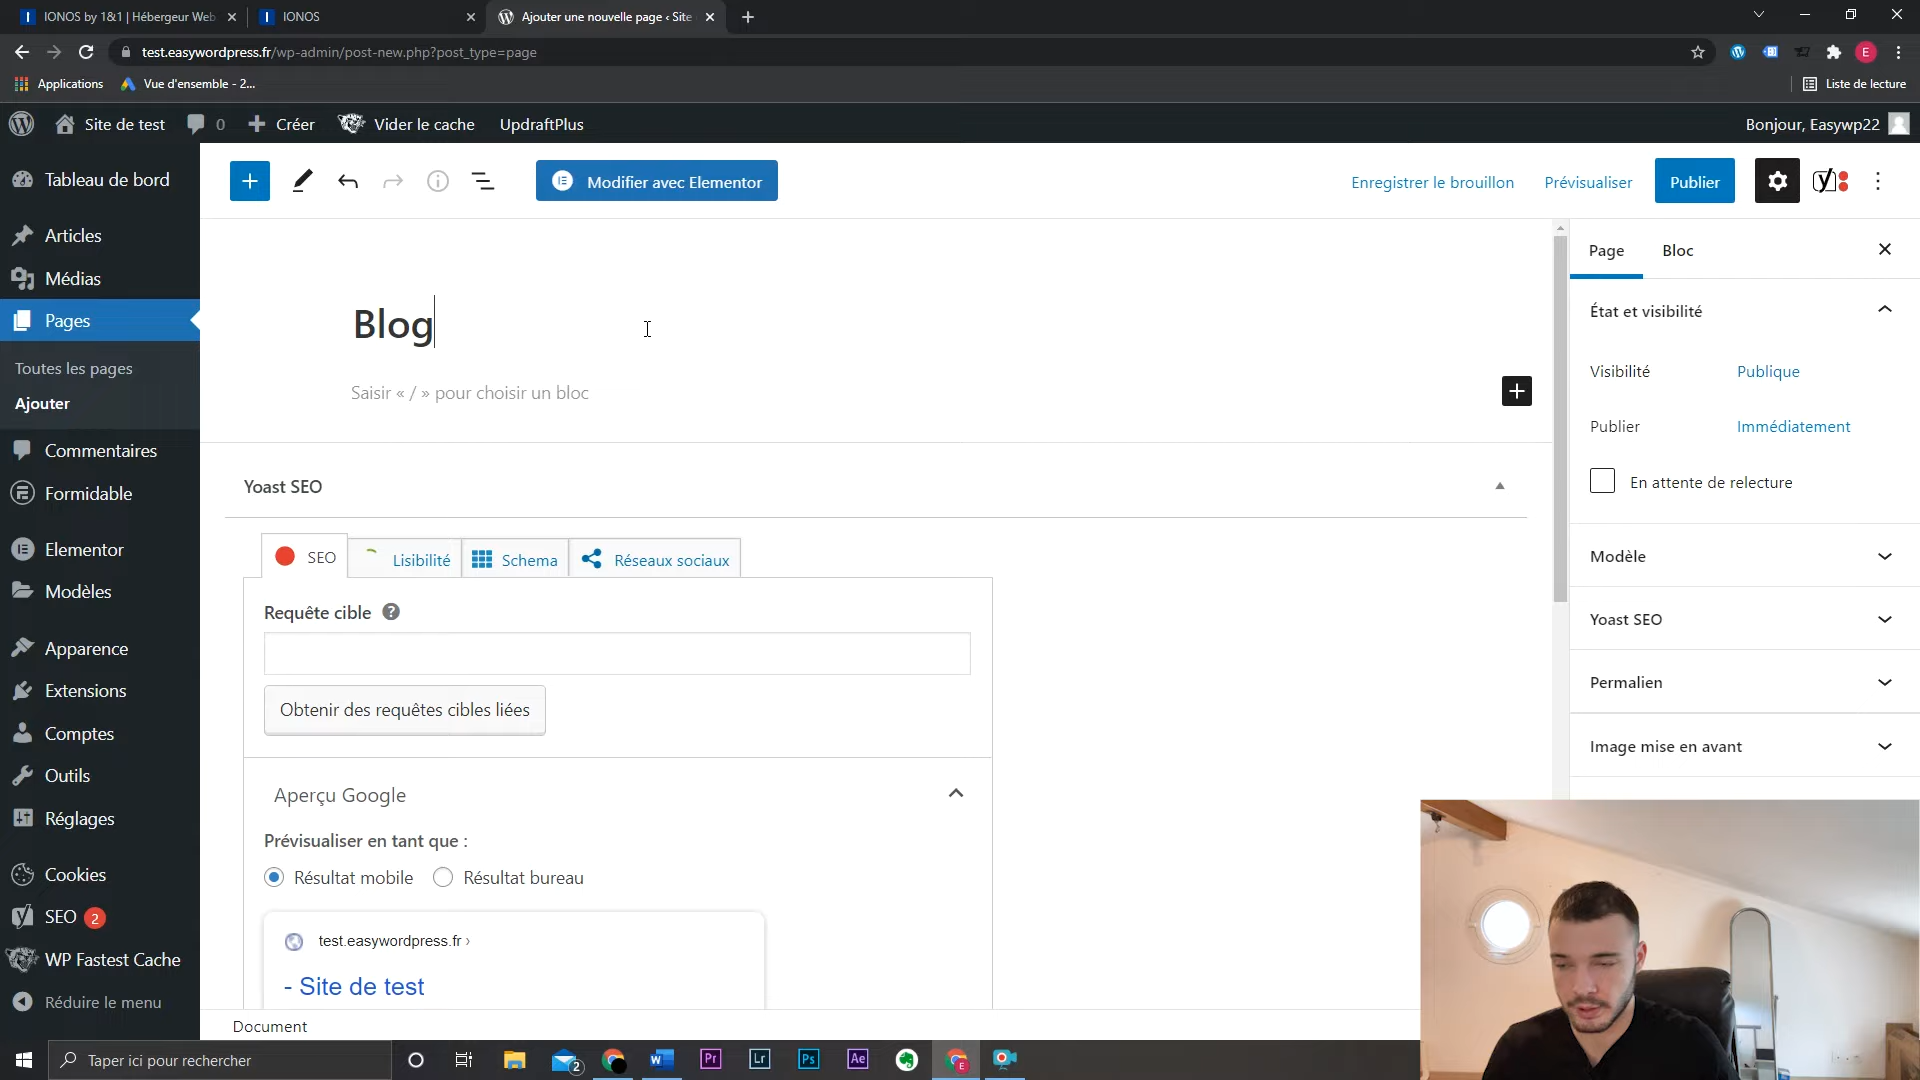 IONOS by 1&1 | Hébergeur Web
IONOS
Ajouter une nouvelle page ‹ Site
test.easywordpress.fr/wp-admin/post-new.php?post_type=page
E
Applications
Vue d'ensemble - 2...
Liste de lecture
Site de test
0
Créer
Vider le cache
UpdraftPlus
Bonjour, Easywp22
Tableau de bord
Articles
Médias
Pages
Toutes les pages
Ajouter
Commentaires
Formidable
Elementor
Modèles
Apparence
Extensions
Comptes
Outils
Réglages
Cookies
SEO 2
WP Fastest Cache
Réduire le menu
Modifier avec Elementor
Enregistrer le brouillon
Prévisualiser
Publier
Blog
Saisir « / » pour choisir un bloc
Yoast SEO
SEO
Lisibilité
Schema
Réseaux sociaux
Requête cible
Obtenir des requêtes cibles liées
Aperçu Google
Prévisualiser en tant que :
Résultat mobile
Résultat bureau
test.easywordpress.fr ›
- Site de test
Document
Page
Bloc
État et visibilité
Visibilité
Publique
Publier
Immédiatement
En attente de relecture
Modèle
Yoast SEO
Permalien
Image mise en avant
Taper ici pour rechercher
2
W
Pr
Lr
Ps
Ae
E